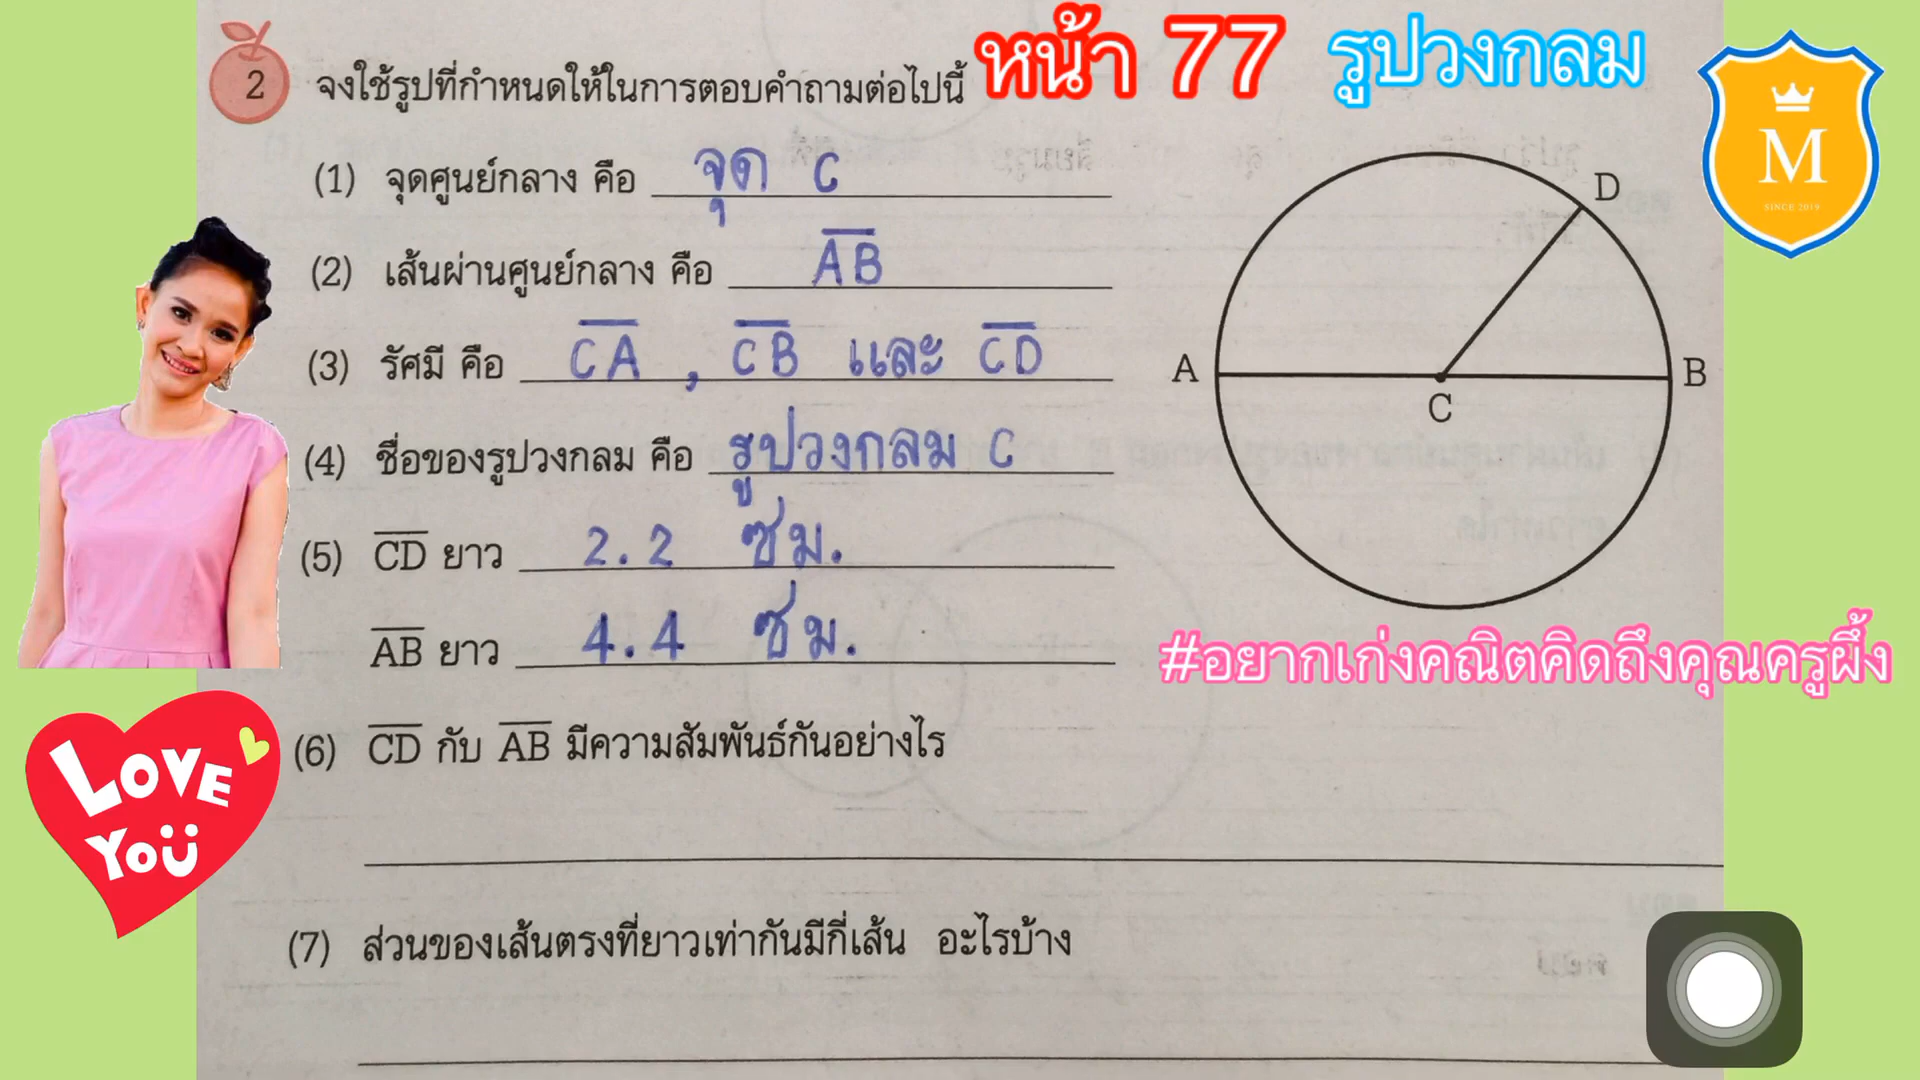 หน้า 77 รูปวงกลม
2 จงใช้รูปที่กำหนดให้ในการตอบคำถามต่อไปนี้
(1) จุดศูนย์กลาง คือ จุด C
(2) เส้นผ่านศูนย์กลาง คือ AB
(3) รัศมี คือ CA , CB และ CD
(4) ชื่อของรูปวงกลม คือ รูปวงกลม C
(5) CD ยาว 2.2 ซม.
AB ยาว 4.4 ซม.
(6) CD กับ AB มีความสัมพันธ์กันอย่างไร
(7) ส่วนของเส้นตรงที่ยาวเท่ากันมีกี่เส้น อะไรบ้าง
D
A
B
C
M
SINCE 2019
#อยากเก่งคณิตคิดถึงคุณครูผึ้ง
LOVE
YOU